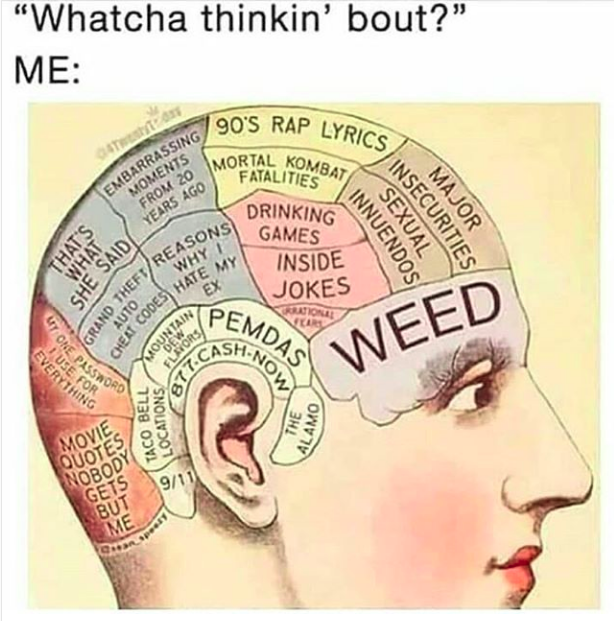 “Whatcha thinkin’ bout?”
ME:
90'S RAP LYRICS
EMBARRASSING
MOMENTS
FROM 20
YEARS AGO
MORTAL KOMBAT
FATALITIES
MAJOR
INSECURITIES
SEXUAL
INNUENDOS
DRINKING
GAMES
INSIDE
JOKES
THAT'S
WHAT
SHE SAID
REASONS
WHY I
HATE MY
EX
GRAND THEFT
AUTO
CHEAT CODES
IRRATIONAL
FEARS
WEED
MOUNTAIN
DEW
FLAVORS
PEMDAS
877-CASH-NOW
MY ONE PASSWORD
I USE FOR
EVERYTHING
TACO BELL
LOCATIONS
THE
ALAMO
MOVIE
QUOTES
NOBODY
GETS
BUT
ME
9/11